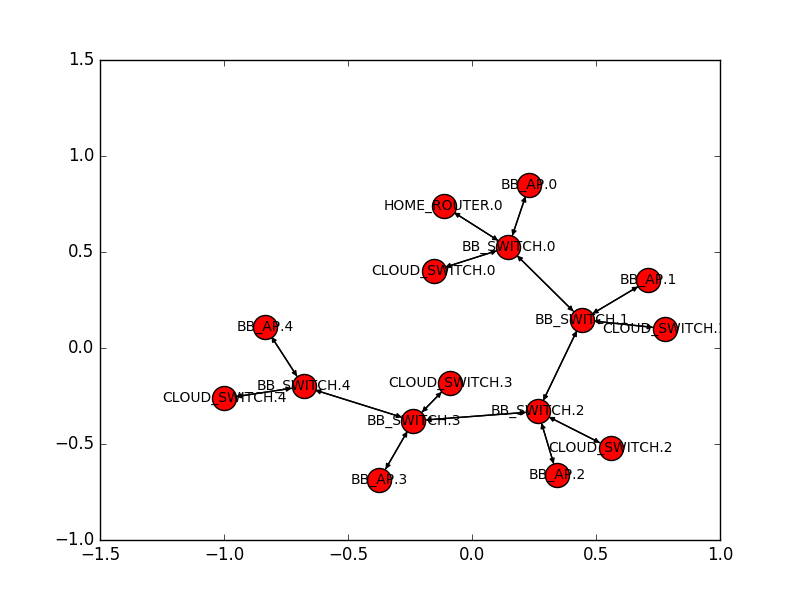 1.5
1.0
0.5
0.0
−0.5
−1.0
−1.5
−1.0
−0.5
0.0
0.5
1.0
BB_AP.0
HOME_ROUTER.0
BB_SWITCH.0
CLOUD_SWITCH.0
BB_AP.1
BB_SWITCH.1
CLOUD_SWITCH.
BB_AP.4
BB_SWITCH.4
CLOUD_SWITCH.4
CLOUD_SWITCH.3
BB_SWITCH.3
BB_SWITCH.2
CLOUD_SWITCH.2
BB_AP.3
BB_AP.2